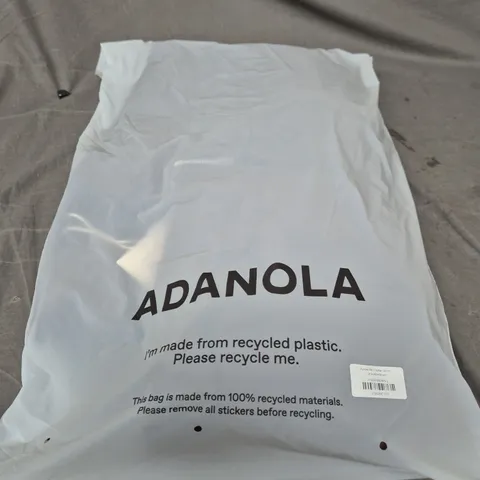 ADANOLA
I'm made from recycled plastic.
Please recycle me.
This bag is made from 100% recycled materials.
Please remove all stickers before recycling.